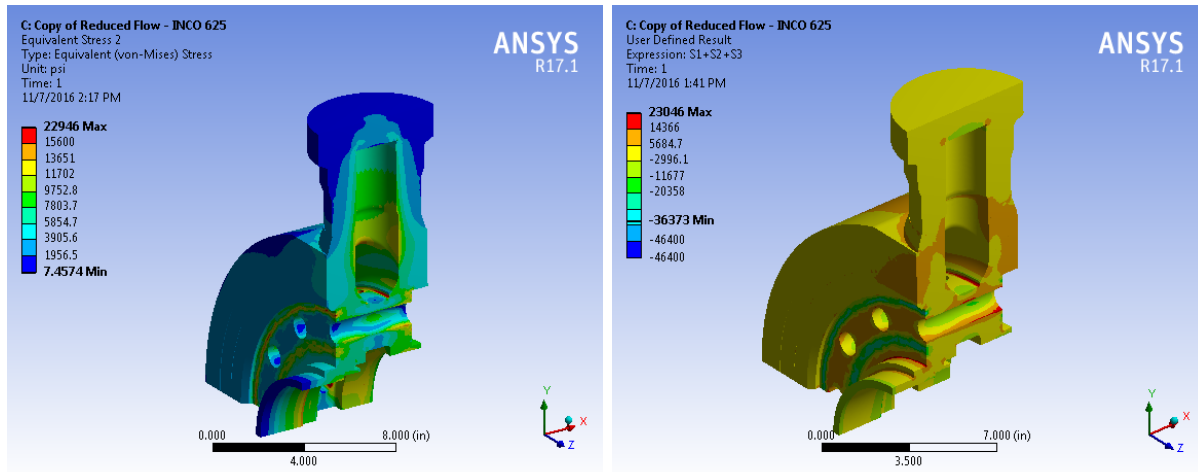 C: Copy of Reduced Flow - INCO 625
Equivalent Stress 2
Type: Equivalent (von-Mises) Stress
Unit: psi
Time: 1
11/7/2016 2:17 PM
ANSYS
R17.1
22946 Max
15600
13651
11702
9752.8
7803.7
5854.7
3905.6
1956.5
7.4574 Min
0.000
8.000 (in)
4.000
Y
X
Z
C: Copy of Reduced Flow - INCO 625
User Defined Result
Expression: S1+S2+S3
Time: 1
11/7/2016 1:41 PM
ANSYS
R17.1
23046 Max
14366
5684.7
-2996.1
-11677
-20358
-36373 Min
-46400
-46400
0.000
7.000 (in)
3.500
Y
X
Z